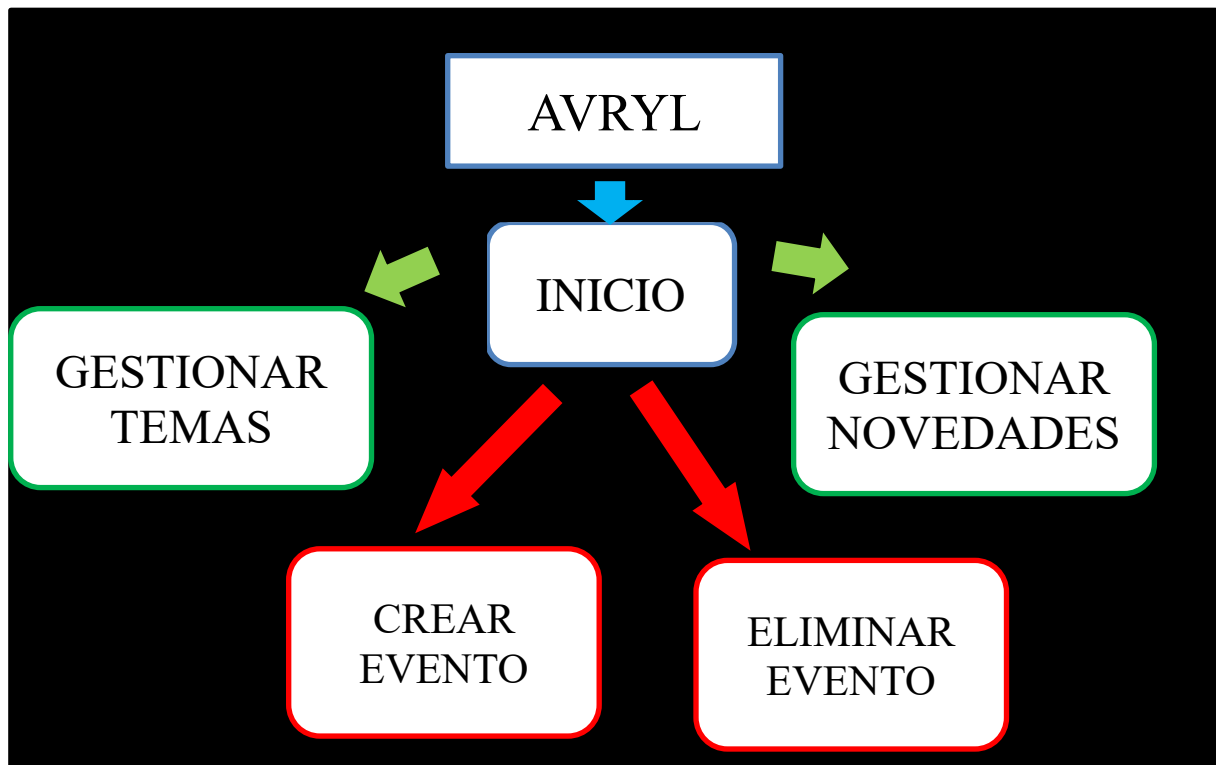 AVRYL
INICIO
GESTIONAR
TEMAS
GESTIONAR
NOVEDADES
CREAR
EVENTO
ELIMINAR
EVENTO